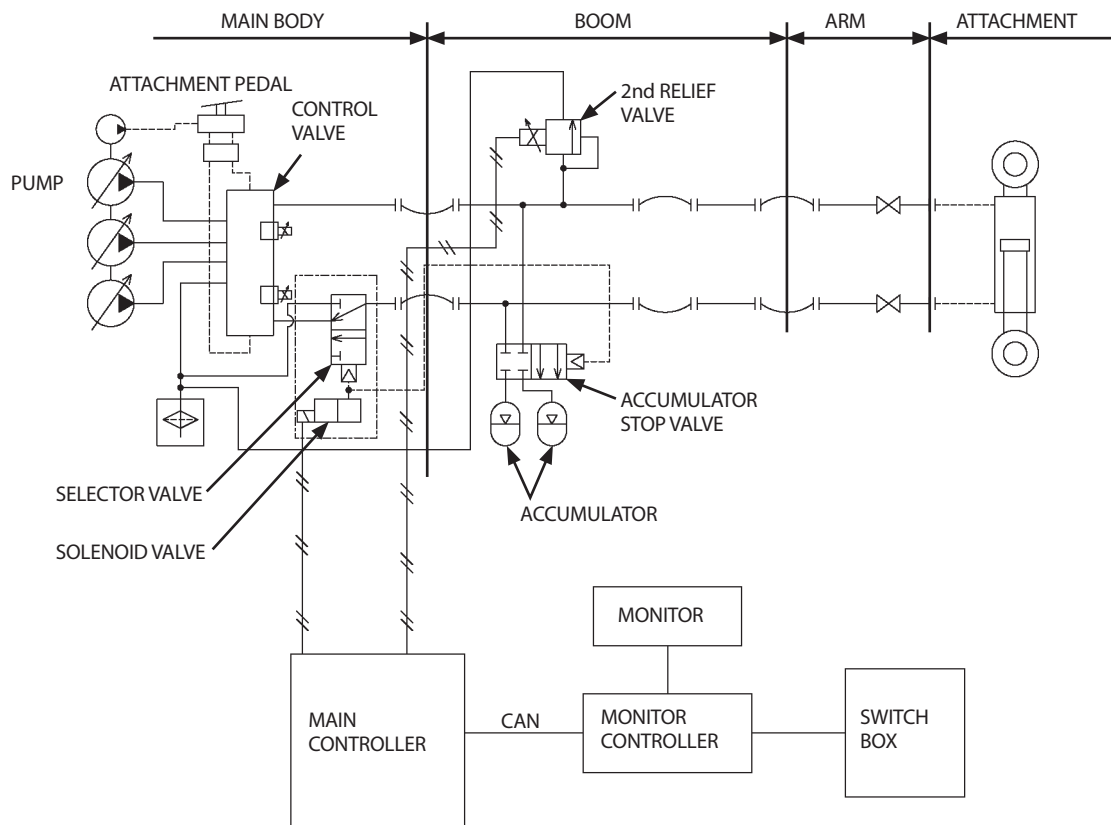 MAIN BODY
BOOM
ARM
ATTACHMENT
ATTACHMENT PEDAL
CONTROL
VALVE
2nd RELIEF
VALVE
PUMP
ACCUMULATOR
STOP VALVE
SELECTOR VALVE
ACCUMULATOR
SOLENOID VALVE
MONITOR
MAIN
CONTROLLER
CAN
MONITOR
CONTROLLER
SWITCH
BOX